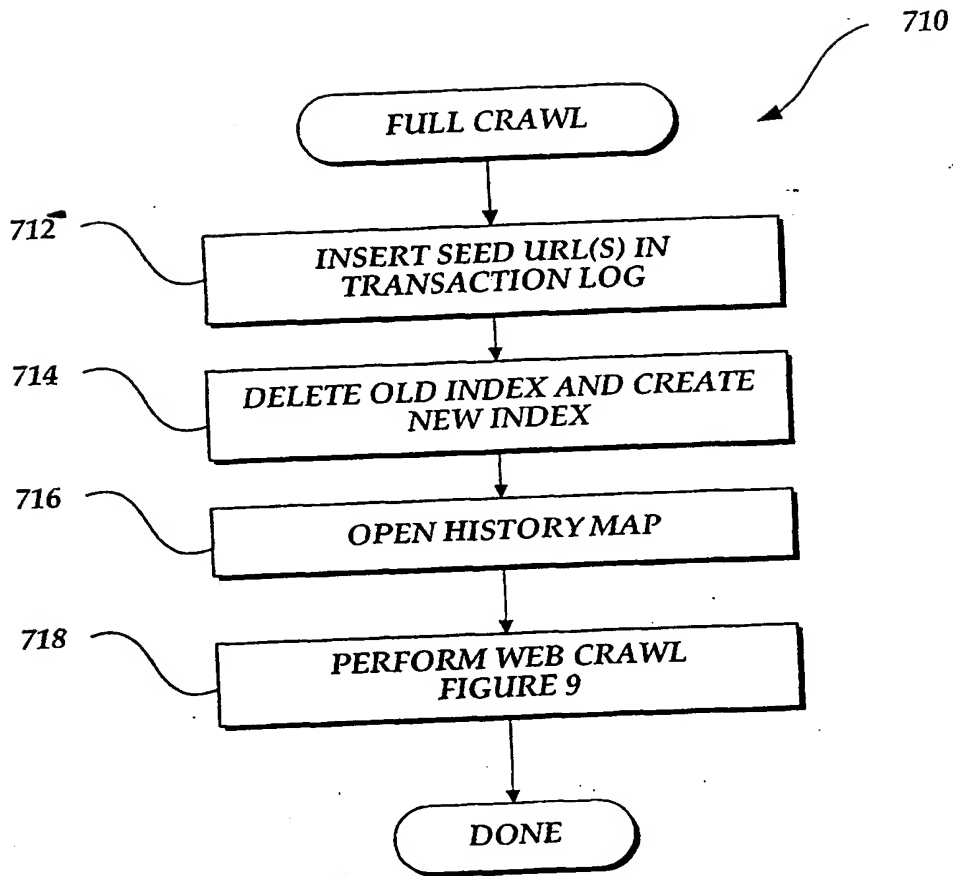 710
FULL CRAWL
712
INSERT SEED URL(S) IN
TRANSACTION LOG
714
DELETE OLD INDEX AND CREATE
NEW INDEX
716
OPEN HISTORY MAP
718
PERFORM WEB CRAWL
FIGURE 9
DONE